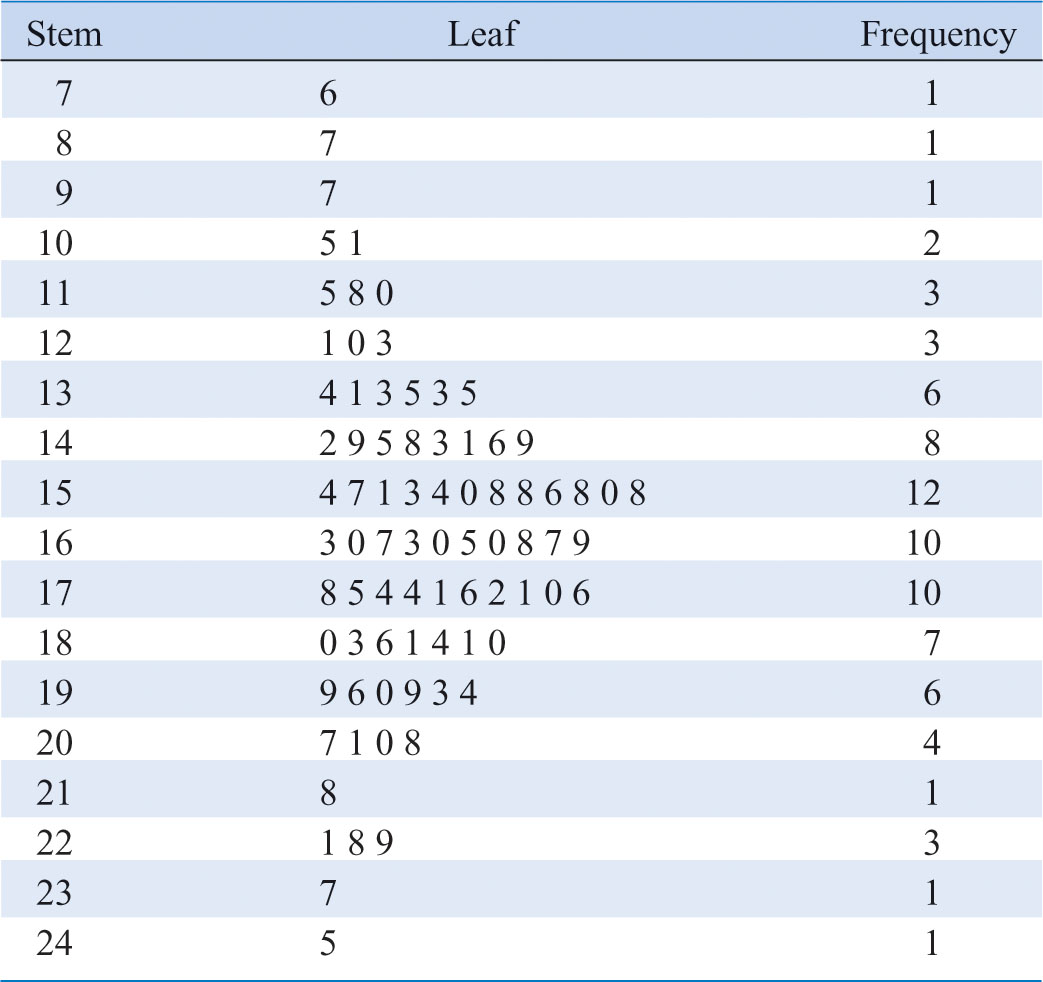 Stem Leaf Frequency
7 6 1
8 7 1
9 7 1
10 5 1 2
11 5 8 0 3
12 1 0 3 3
13 4 1 3 5 3 5 6
14 2 9 5 8 3 1 6 9 8
15 4 7 1 3 4 0 8 8 6 8 0 8 12
16 3 0 7 3 0 5 0 8 7 9 10
17 8 5 4 4 1 6 2 1 0 6 10
18 0 3 6 1 4 1 0 7
19 9 6 0 9 3 4 6
20 7 1 0 8 4
21 8 1
22 1 8 9 3
23 7 1
24 5 1